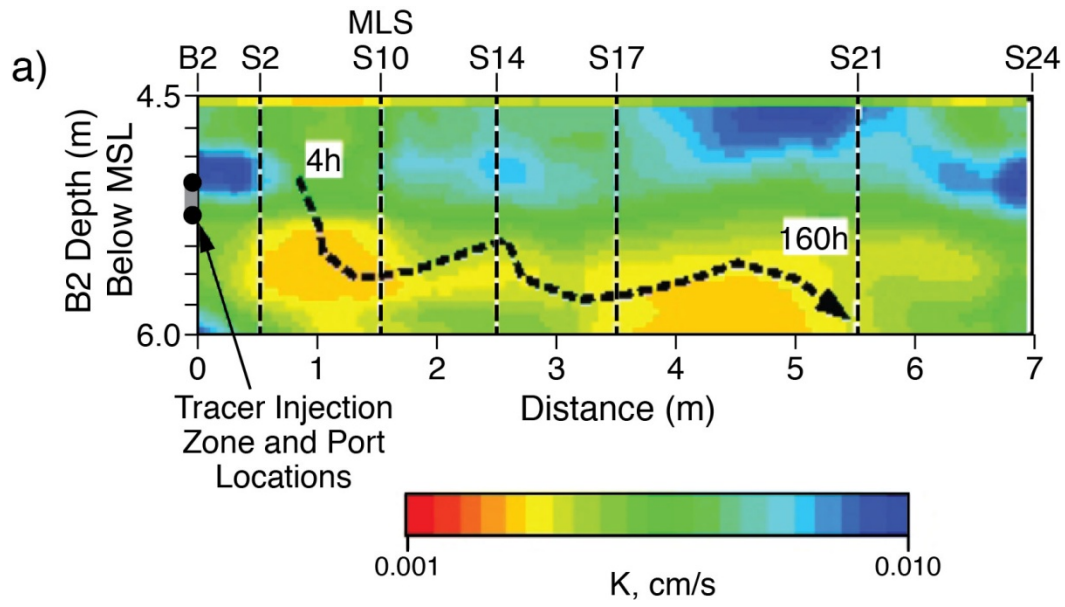 a)
MLS
B2 S2 S10 S14 S17 S21 S24
4.5
4h
B2 Depth (m)
Below MSL
160h
6.0
0 1 2 3 4 5 6 7
Distance (m)
Tracer Injection
Zone and Port
Locations
0.001 0.010
K, cm/s